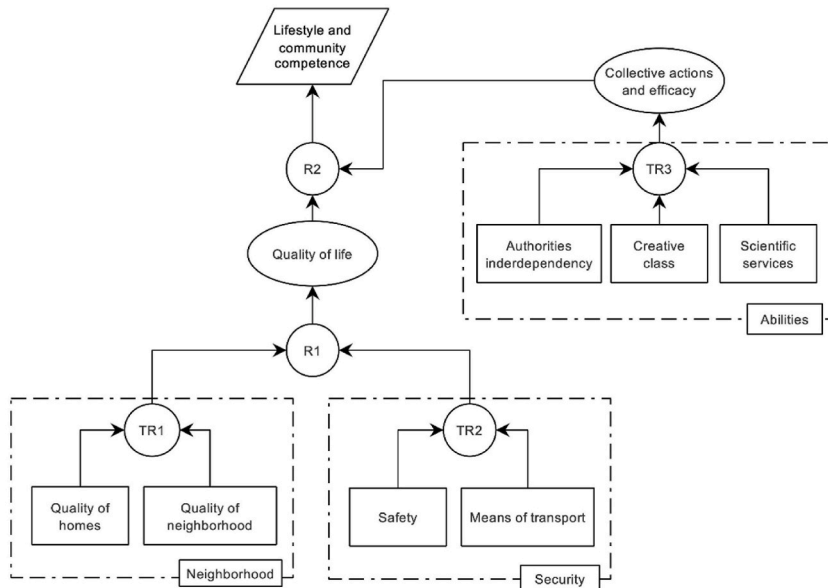 Lifestyle and
community
competence
Collective actions
and efficacy
R2
TR3
Authorities
inderdependency
Creative
class
Scientific
services
Quality of life
Abilities
R1
TR1
TR2
Quality of
homes
Quality of
neighborhood
Safety
Means of transport
Neighborhood
Security